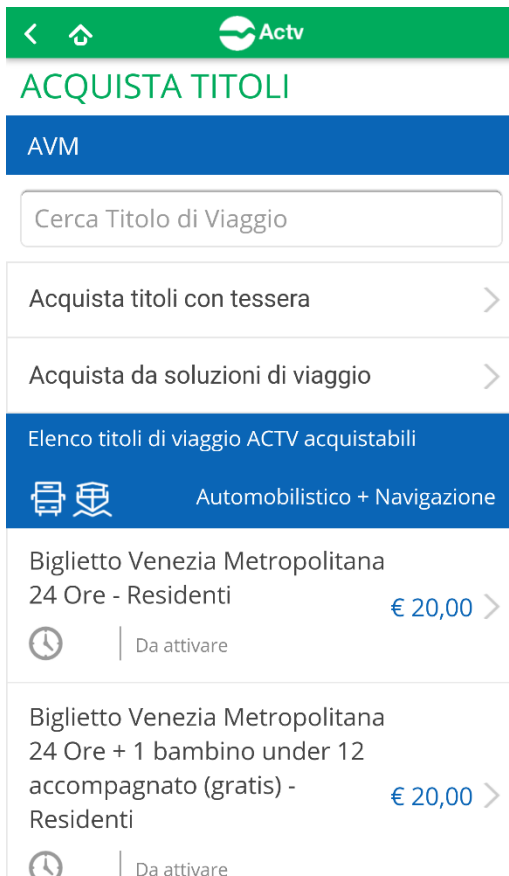 Actv
ACQUISTA TITOLI
AVM
Cerca Titolo di Viaggio
Acquista titoli con tessera
Acquista da soluzioni di viaggio
Elenco titoli di viaggio ACTV acquistabili
Automobilistico + Navigazione
Biglietto Venezia Metropolitana
24 Ore - Residenti
€ 20,00
Da attivare
Biglietto Venezia Metropolitana
24 Ore + 1 bambino under 12
accompagnato (gratis) -
Residenti
€ 20,00
Da attivare